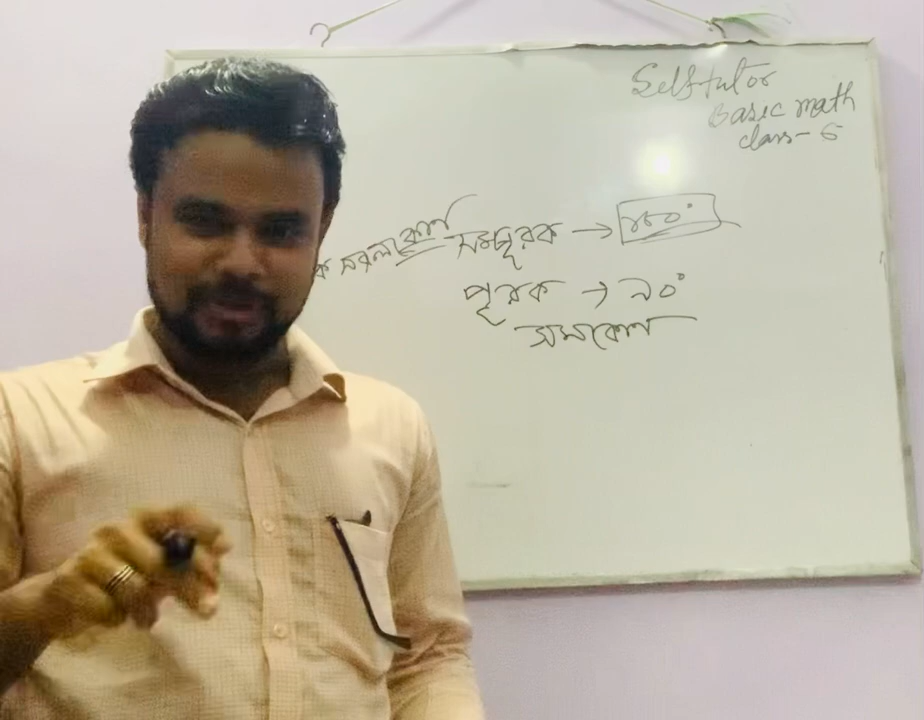 Self tutor
Basic math
class- 6
ক সরলকোণ সম্পূরক → ১৮০°
পূরক → ৯০°
সমকোণ